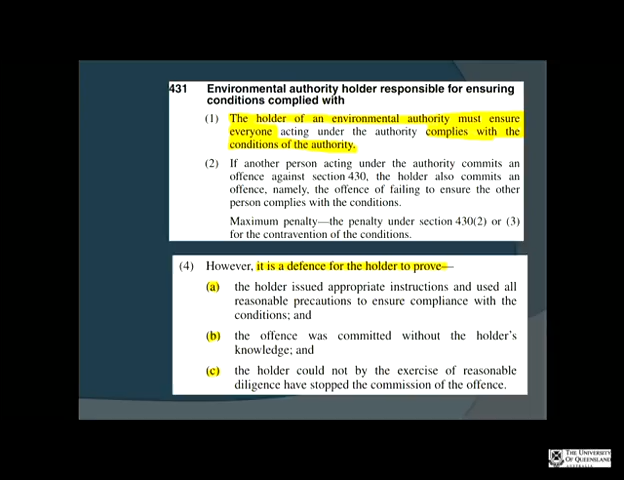 431 Environmental authority holder responsible for ensuring
conditions complied with
(1) The holder of an environmental authority must ensure
everyone acting under the authority complies with the
conditions of the authority.
(2) If another person acting under the authority commits an
offence against section 430, the holder also commits an
offence, namely, the offence of failing to ensure the other
person complies with the conditions.
Maximum penalty—the penalty under section 430(2) or (3)
for the contravention of the conditions.
(4) However, it is a defence for the holder to prove—
(a) the holder issued appropriate instructions and used all
reasonable precautions to ensure compliance with the
conditions; and
(b) the offence was committed without the holder's
knowledge; and
(c) the holder could not by the exercise of reasonable
diligence have stopped the commission of the offence.
THE UNIVERSITY
OF QUEENSLAND
AUSTRALIA